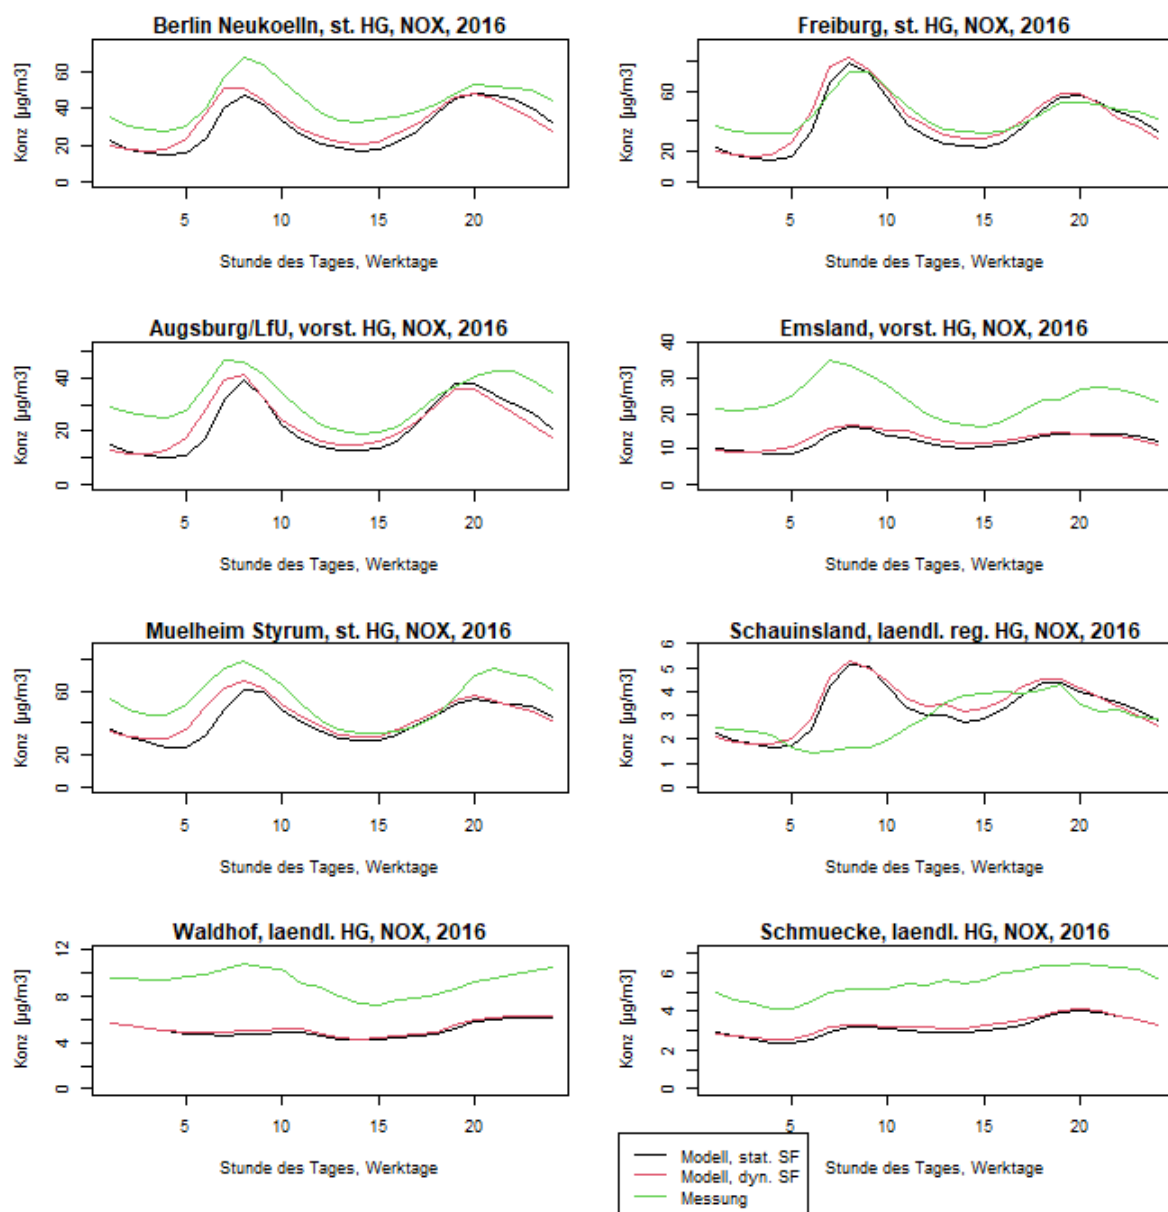 Berlin Neukoelln, st. HG, NOX, 2016
Konz [µg/m3]
0 20 40 60
5 10 15 20
Stunde des Tages, Werktage
Freiburg, st. HG, NOX, 2016
Konz [µg/m3]
0 20 60
5 10 15 20
Stunde des Tages, Werktage
Augsburg/LfU, vorst. HG, NOX, 2016
Konz [µg/m3]
0 20 40
5 10 15 20
Stunde des Tages, Werktage
Emsland, vorst. HG, NOX, 2016
Konz [µg/m3]
0 10 20 30 40
5 10 15 20
Stunde des Tages, Werktage
Muelheim Styrum, st. HG, NOX, 2016
Konz [µg/m3]
0 20 60
5 10 15 20
Stunde des Tages, Werktage
Schauinsland, laendl. reg. HG, NOX, 2016
Konz [µg/m3]
0 1 2 3 4 5 6
5 10 15 20
Stunde des Tages, Werktage
Waldhof, laendl. HG, NOX, 2016
Konz [µg/m3]
0 4 8 12
5 10 15 20
Stunde des Tages, Werktage
Schmuecke, laendl. HG, NOX, 2016
Konz [µg/m3]
0 2 4 6
5 10 15 20
Stunde des Tages, Werktage
Modell, stat. SF
Modell, dyn. SF
Messung